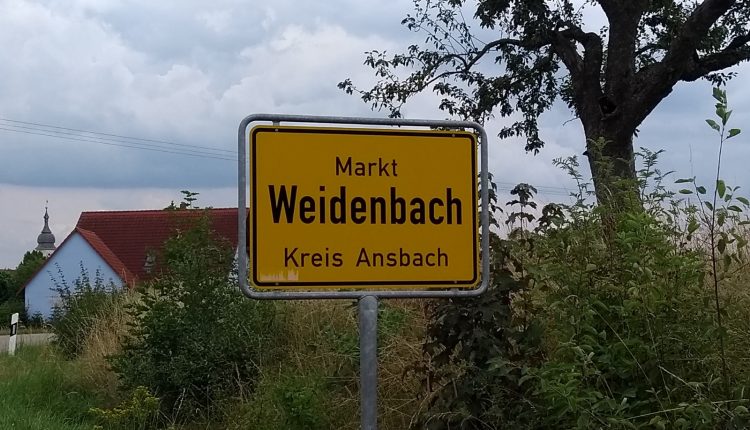 Markt
Weidenbach
Kreis Ansbach